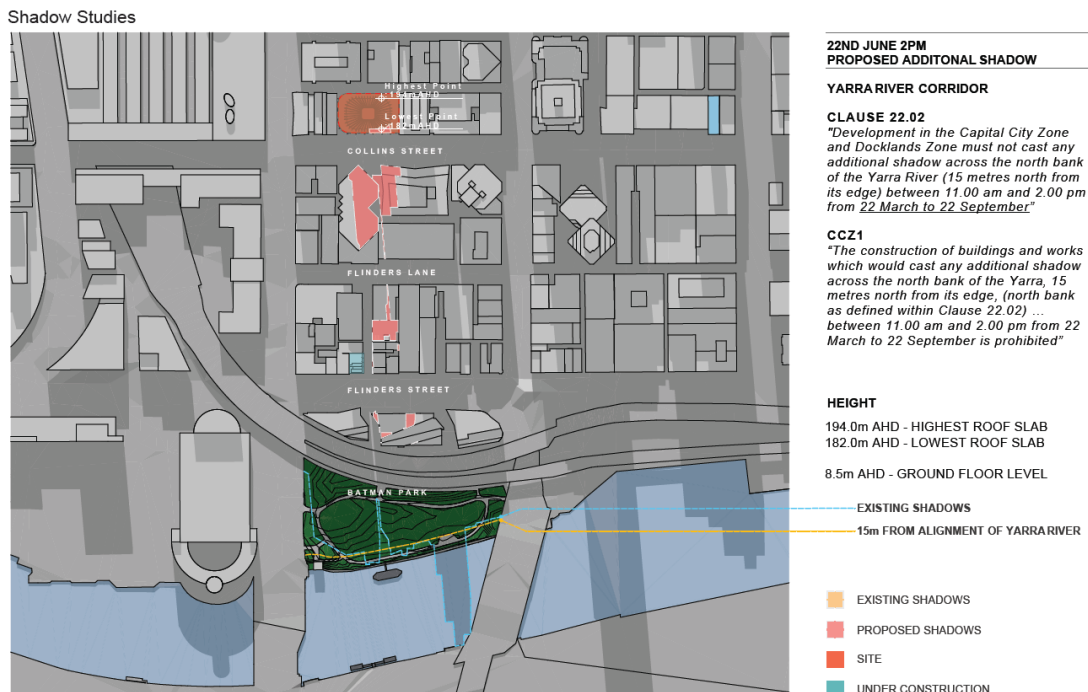 Shadow Studies
Highest Point
194mAHD
Lowest Point
182mAHD
COLLINS STREET
FLINDERS LANE
FLINDERS STREET
BATMAN PARK
22ND JUNE 2PM
PROPOSED ADDITONAL SHADOW
YARRA RIVER CORRIDOR
CLAUSE 22.02
"Development in the Capital City Zone
and Docklands Zone must not cast any
additional shadow across the north bank
of the Yarra River (15 metres north from
its edge) between 11.00 am and 2.00 pm
from 22 March to 22 September"
CCZ1
"The construction of buildings and works
which would cast any additional shadow
across the north bank of the Yarra, 15
metres north from its edge, (north bank
as defined within Clause 22.02) ...
between 11.00 am and 2.00 pm from 22
March to 22 September is prohibited"
HEIGHT
194.0m AHD - HIGHEST ROOF SLAB
182.0m AHD - LOWEST ROOF SLAB
8.5m AHD - GROUND FLOOR LEVEL
EXISTING SHADOWS
15m FROM ALIGNMENT OF YARRA RIVER
EXISTING SHADOWS
PROPOSED SHADOWS
SITE
UNDER CONSTRUCTION